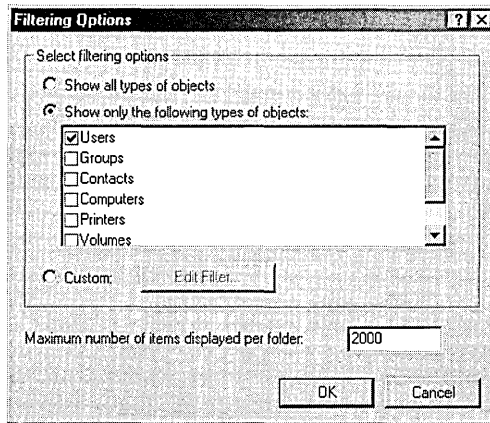 Filtering Options
Select filtering options
Show all types of objects
Show only the following types of objects:
Users
Groups
Contacts
Computers
Printers
Volumes
Custom:
Edit Filter...
Maximum number of items displayed per folder:
2000
OK
Cancel